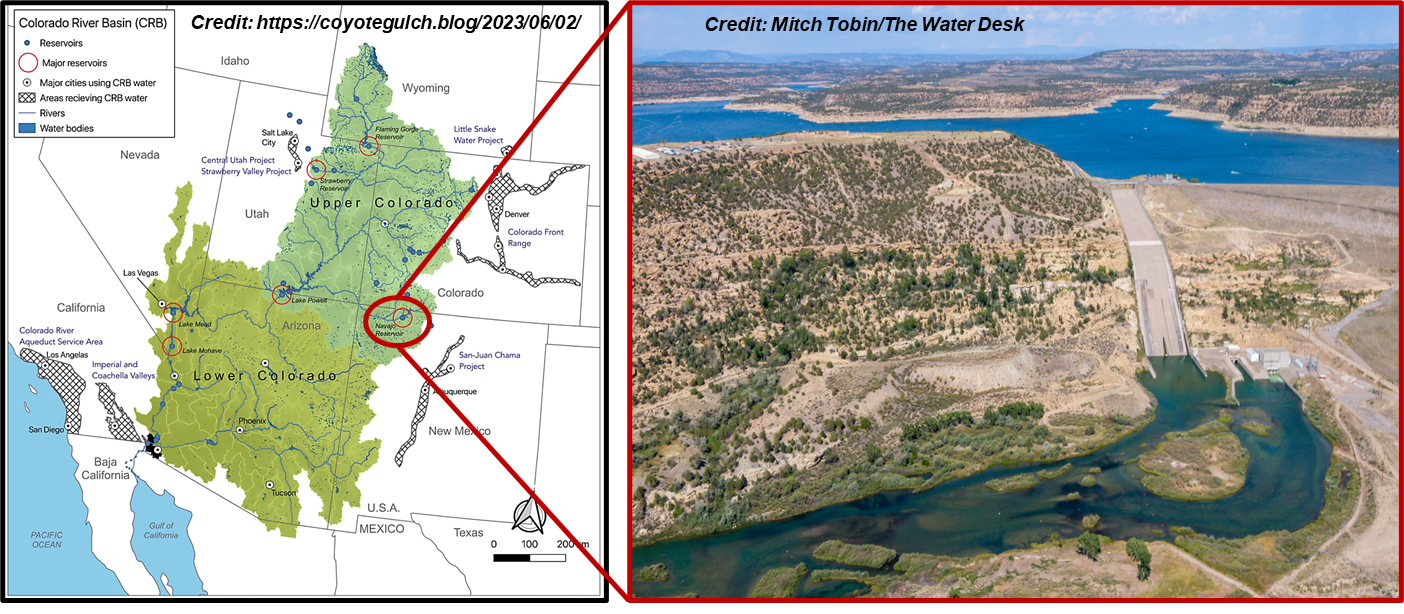 Colorado River Basin (CRB)
Reservoirs
Major reservoirs
Major cities using CRB water
Areas recieving CRB water
Rivers
Water bodies
Credit: https://coyotegulch.blog/2023/06/02/
Idaho
Wyoming
Nevada
Salt Lake
City
Flaming Gorge
Reservoir
Little Snake
Water Project
Central Utah Project
Strawberry Valley Project
Strawberry
Reservoir
Upper Colorado
Utah
Denver
Colorado Front
Range
Las Vegas
Colorado
California
Lake Powell
Lake Mead
Arizona
Navajo
Reservoir
Colorado River
Aqueduct Service Area
Los Angelas
Lake Mohave
Imperial and
Coachella Valleys
Lower Colorado
San-Juan Chama
Project
Albuquerque
San Diego
Phoenix
New Mexico
Baja
California
Tucson
U.S.A.
MEXICO
Texas
PACIFIC
OCEAN
Gulf of
California
0 100 200 km
Credit: Mitch Tobin/The Water Desk